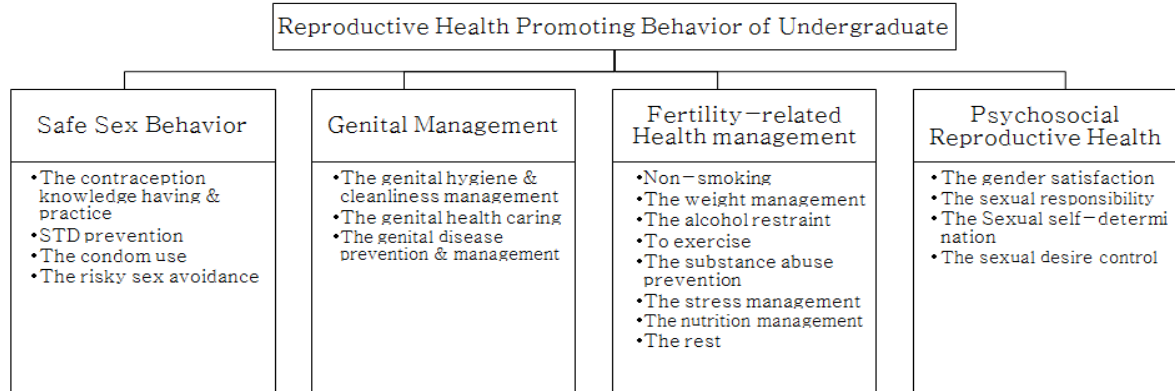 Reproductive Health Promoting Behavior of Undergraduate
Safe Sex Behavior
•The contraception
knowledge having &
practice
•STD prevention
•The condom use
•The risky sex avoidance
Genital Management
•The genital hygiene &
cleanliness management
•The genital health caring
•The genital disease
prevention & management
Fertility-related
Health management
•Non-smoking
•The weight management
•The alcohol restraint
•To exercise
•The substance abuse
prevention
•The stress management
•The nutrition management
•The rest
Psychosocial
Reproductive Health
•The gender satisfaction
•The sexual responsibility
•The Sexual self-determi
nation
•The sexual desire control